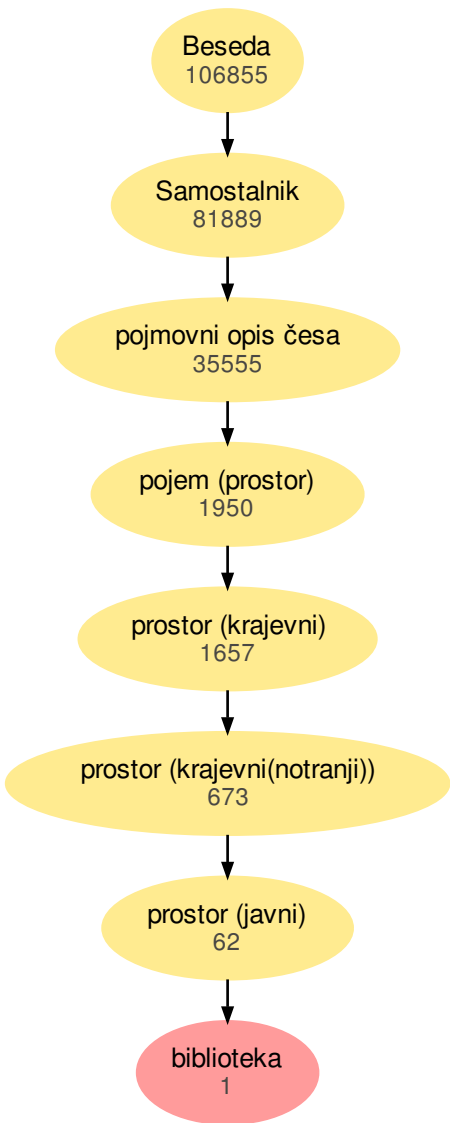 Beseda
106855
Samostalnik
81889
pojmovni opis česa
35555
pojem (prostor)
1950
prostor (krajevni)
1657
prostor (krajevni(notranji))
673
prostor (javni)
62
biblioteka
1